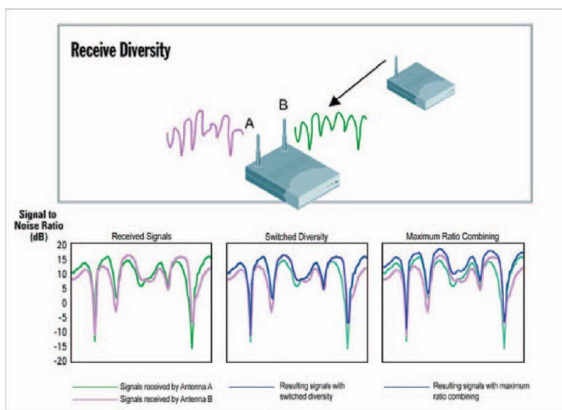 Receive Diversity
A
B
Signal to
Noise Ratio
(dB)
Received Signals
Switched Diversity
Maximum Ratio Combining
20
15
10
5
0
-5
-10
-15
-20
Signals received by Antenna A
Signals received by Antenna B
Resulting signals with
switched diversity
Resulting signals with maximum
ratio combining